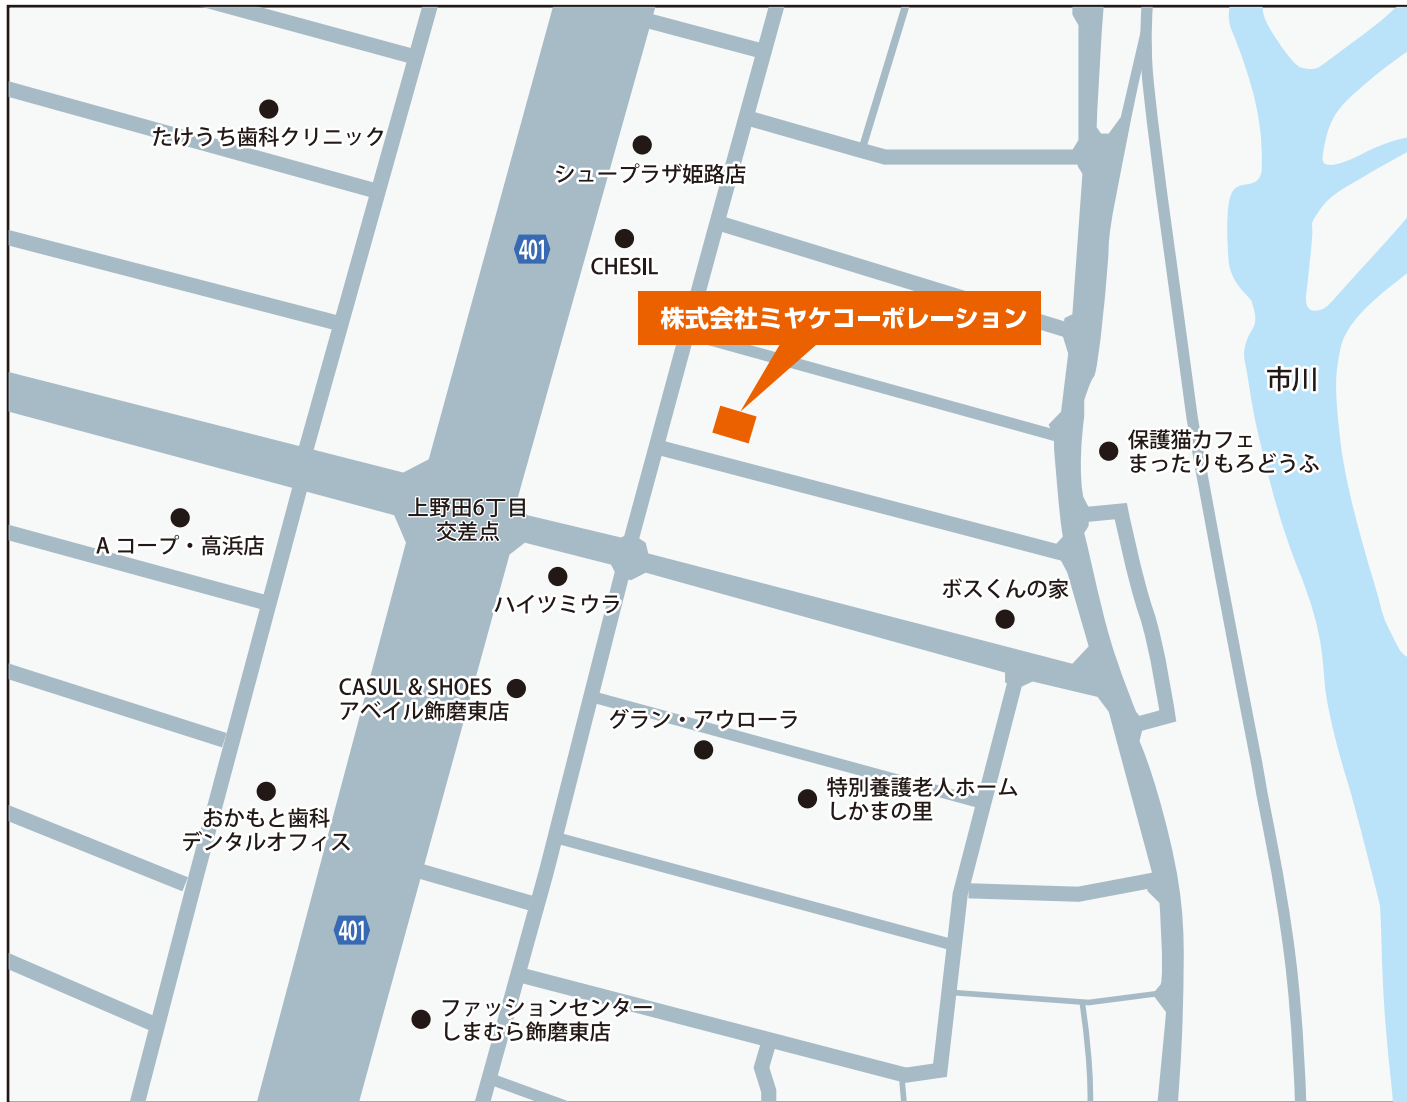 たけうち歯科クリニック
シュープラザ姫路店
401
CHESIL
株式会社ミヤケコーポレーション
市川
保護猫カフェ
まったりもろどうふ
上野田6丁目
交差点
A コープ・高浜店
ハイツミウラ
ボスくんの家
CASUL & SHOES
アベイル飾磨東店
グラン・アウローラ
特別養護老人ホーム
しかまの里
おかもと歯科
デンタルオフィス
401
ファッションセンター
しまむら飾磨東店